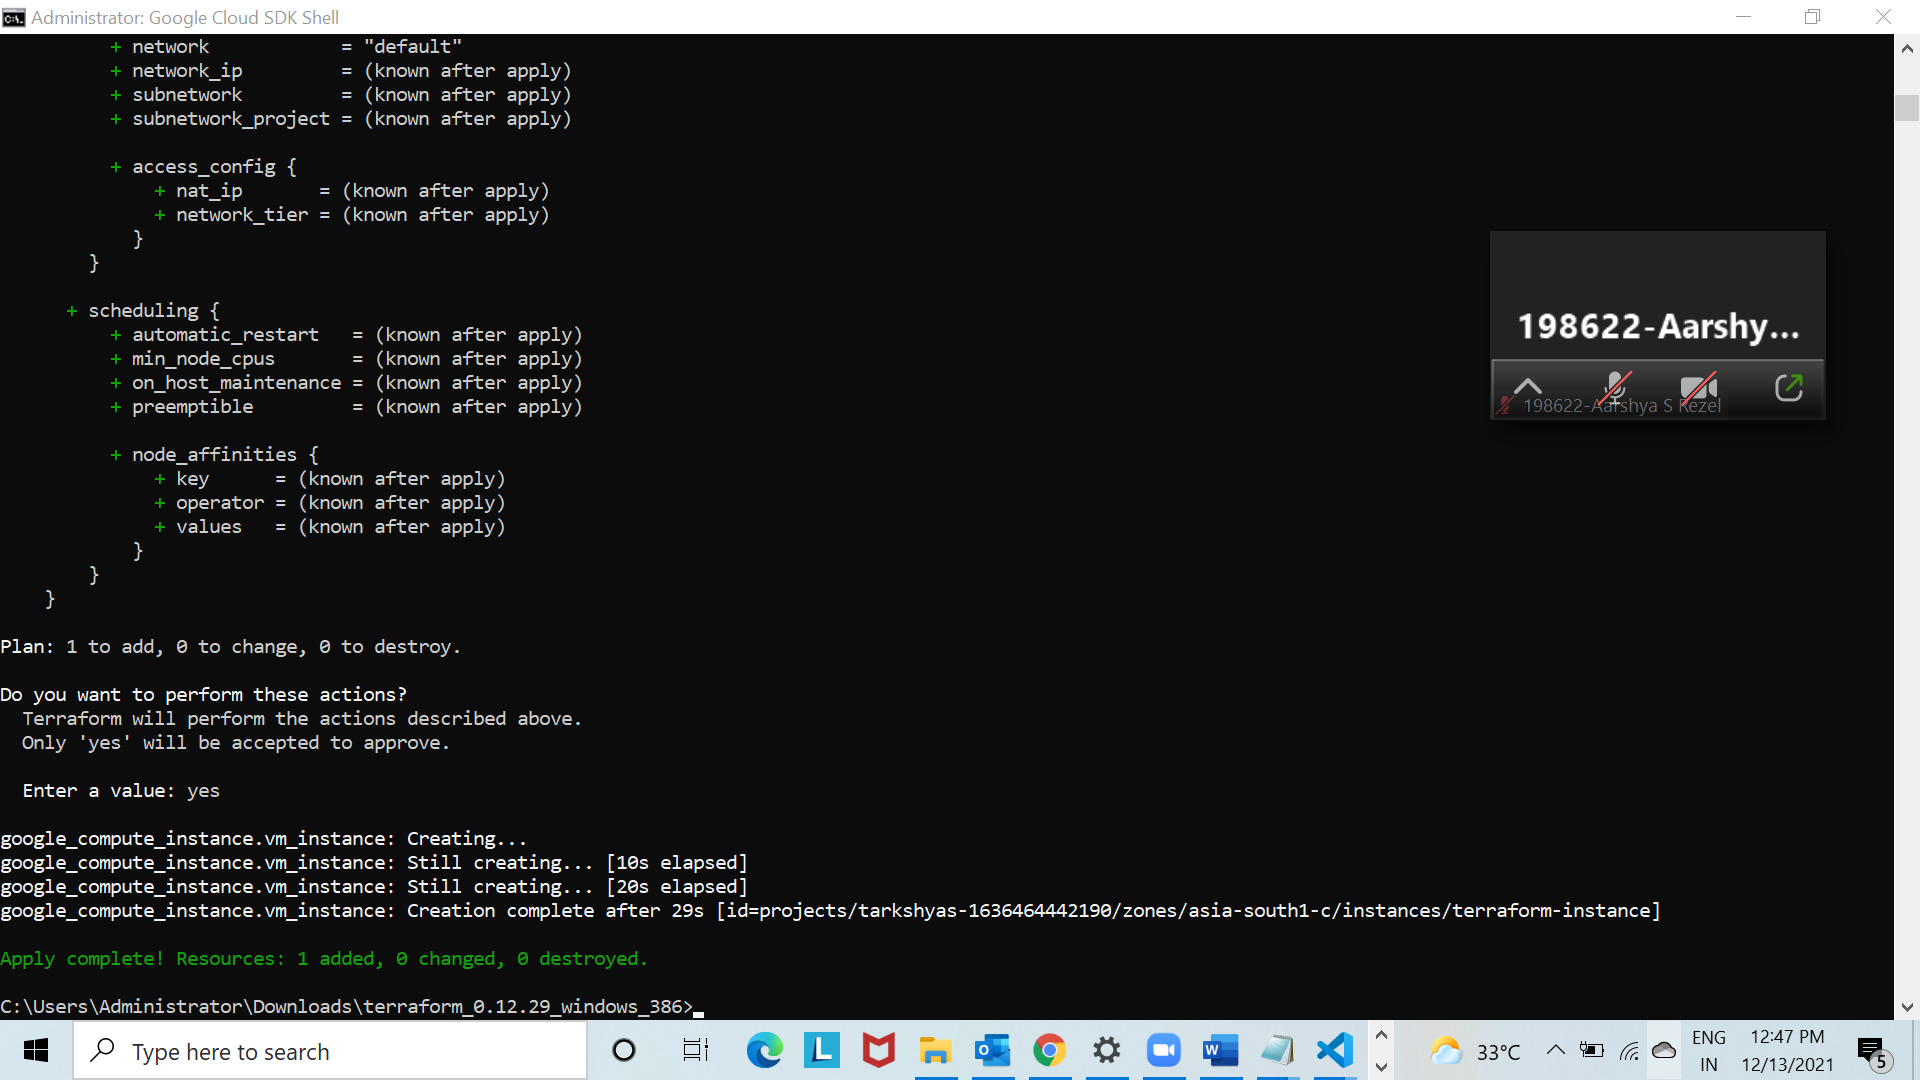 Administrator: Google Cloud SDK Shell
+ network            = "default"
+ network_ip         = (known after apply)
+ subnetwork         = (known after apply)
+ subnetwork_project = (known after apply)
+ access_config {
+ nat_ip       = (known after apply)
+ network_tier = (known after apply)
}
}
+ scheduling {
+ automatic_restart   = (known after apply)
+ min_node_cpus       = (known after apply)
+ on_host_maintenance = (known after apply)
+ preemptible         = (known after apply)
+ node_affinities {
+ key      = (known after apply)
+ operator = (known after apply)
+ values   = (known after apply)
}
}
}
Plan: 1 to add, 0 to change, 0 to destroy.
Do you want to perform these actions?
Terraform will perform the actions described above.
Only 'yes' will be accepted to approve.
Enter a value: yes
google_compute_instance.vm_instance: Creating...
google_compute_instance.vm_instance: Still creating... [10s elapsed]
google_compute_instance.vm_instance: Still creating... [20s elapsed]
google_compute_instance.vm_instance: Creation complete after 29s [id=projects/tarkshyas-1636464442190/zones/asia-south1-c/instances/terraform-instance]
Apply complete! Resources: 1 added, 0 changed, 0 destroyed.
C:\Users\Administrator\Downloads\terraform_0.12.29_windows_386>
198622-Aarshy...
198622-Aarshya S Rezel
Type here to search
33°C
ENG
IN
12:47 PM
12/13/2021
5